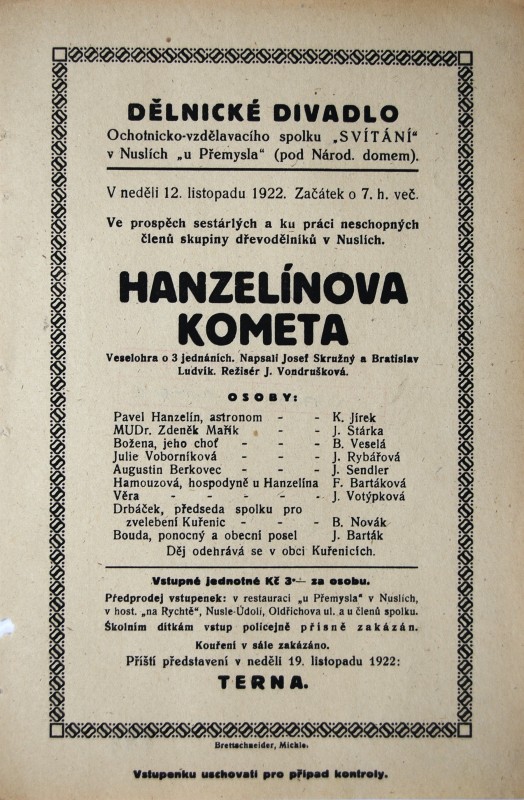 DĚLNICKÉ DIVADLO
Ochotnicko-vzdělavacího spolku „SVÍTÁNÍ“
v Nuslích „u Přemysla“ (pod Národ. domem).
V neděli 12. listopadu 1922. Začátek o 7. h. več.
Ve prospěch sestárlých a ku práci neschopných
členů skupiny dřevodělníků v Nuslích.
HANZELÍNOVA
KOMETA
Veselohra o 3 jednáních. Napsali Josef Skružný a Bratislav
Ludvík. Režisér J. Vondrušková.
OSOBY:
Pavel Hanzelín, astronom - - K. Jirek
MUDr. Zdeněk Mařík - - J. Stárka
Božena, jeho choť - - - B. Veselá
Julie Voborníková - - - J. Rybářová
Augustin Berkovec - - - J. Sendler
Hamouzová, hospodyně u Hanzelína F. Bartáková
Věra - - - - - J. Votýpková
Drbáček, předseda spolku pro
zvelebení Kuřenic - - - B. Novák
Bouda, ponocný a obecní posel J. Barták
Děj odehrává se v obci Kuřenicích.
Vstupné jednotné Kč 3·— za osobu.
Předprodej vstupenek: v restauraci „u Přemysla“ v Nuslích,
v host. „na Rychtě“, Nusle-Údolí, Oldřichova ul. a u členů spolku.
Školním dítkám vstup policejně přísně zakázán.
Kouření v sále zakázáno.
Příští představení v neděli 19. listopadu 1922:
TERNA.
Brettschneider, Michle.
Vstupenku uschovati pro případ kontroly.